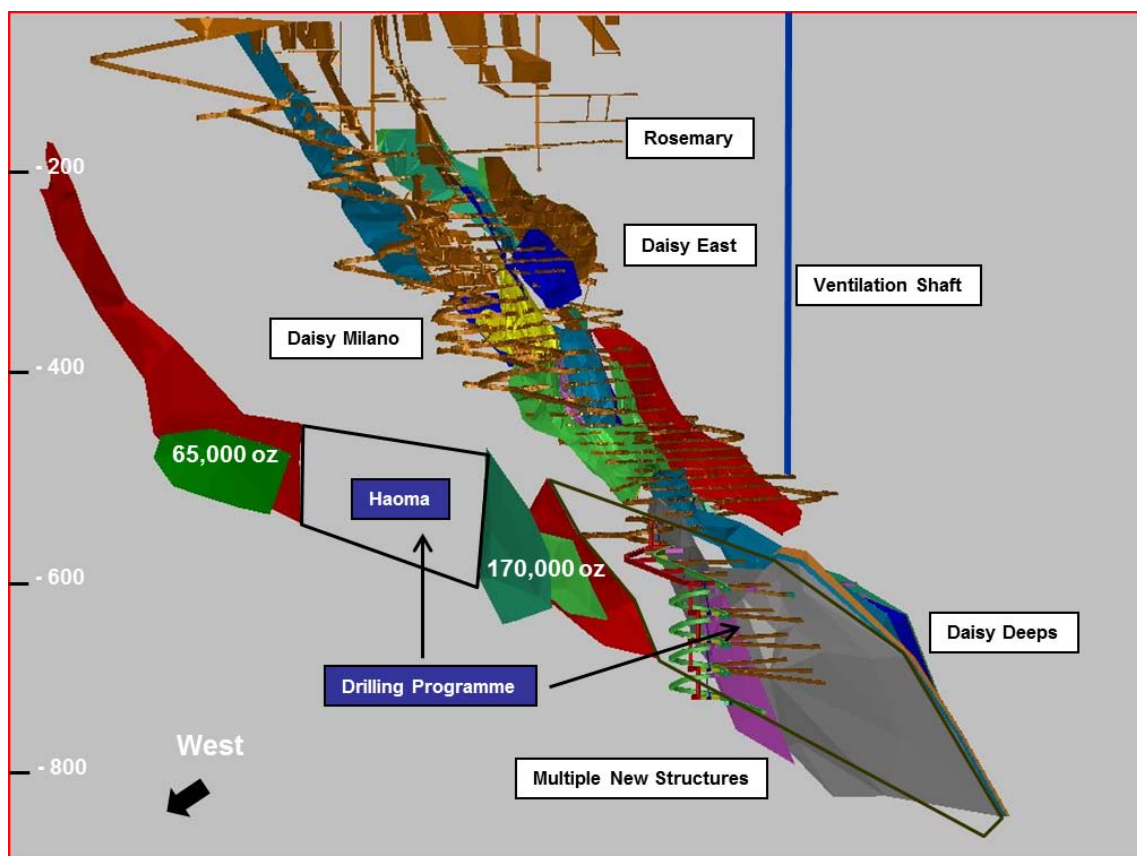 Rosemary
- 200
Daisy East
Ventilation Shaft
Daisy Milano
- 400
65,000 oz
Haoma
170,000 oz
- 600
Daisy Deeps
Drilling Programme
West
- 800
Multiple New Structures